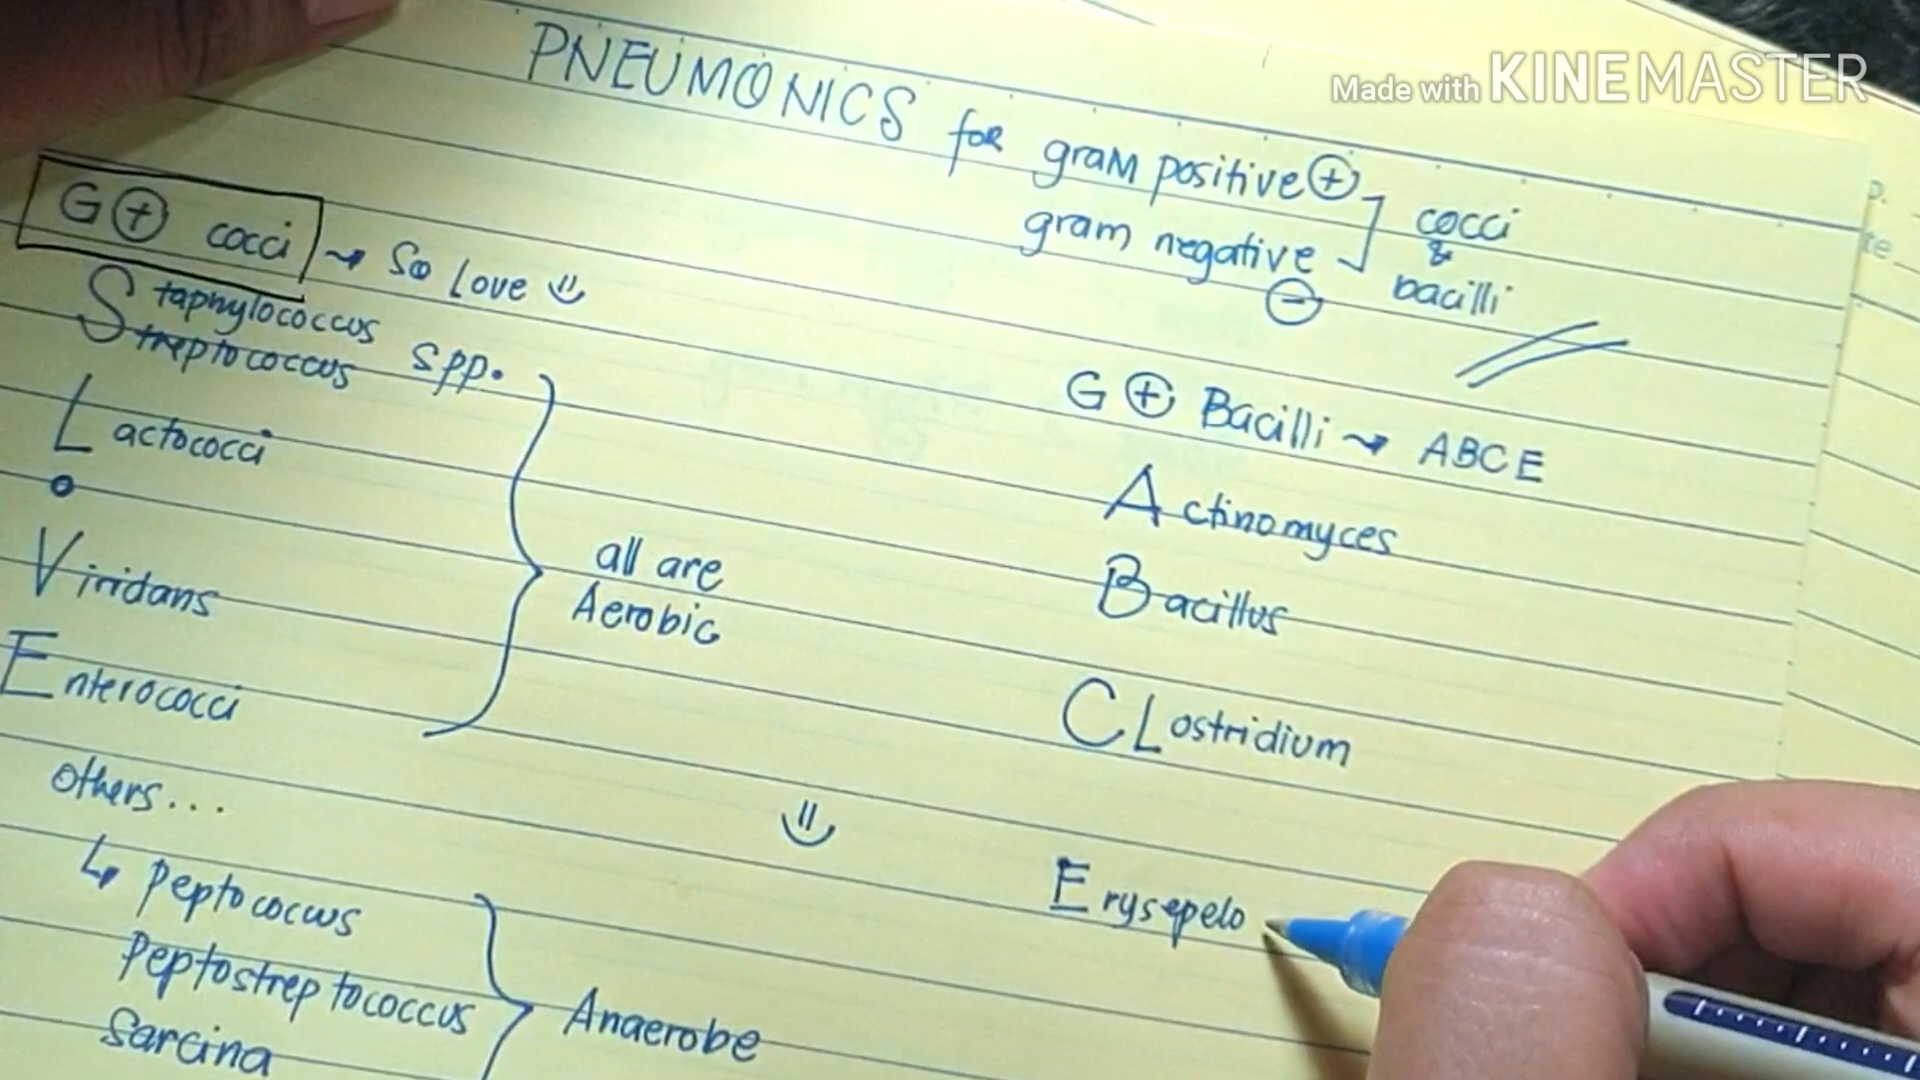 PNEUMONICS for gram positive +
gram negative -
cocci
&
bacilli
Made with KINEMASTER
G + cocci → So Love
Staphylococcus
Streptococcus spp.
Lactococci
o
Viridans
Enterococci
all are
Aerobic
others...
↳ Peptococcus
Peptostreptococcus
Sarcina
Anaerobe
G + Bacilli → ABCE
Actinomyces
Bacillus
CLostridium
Erysepelo